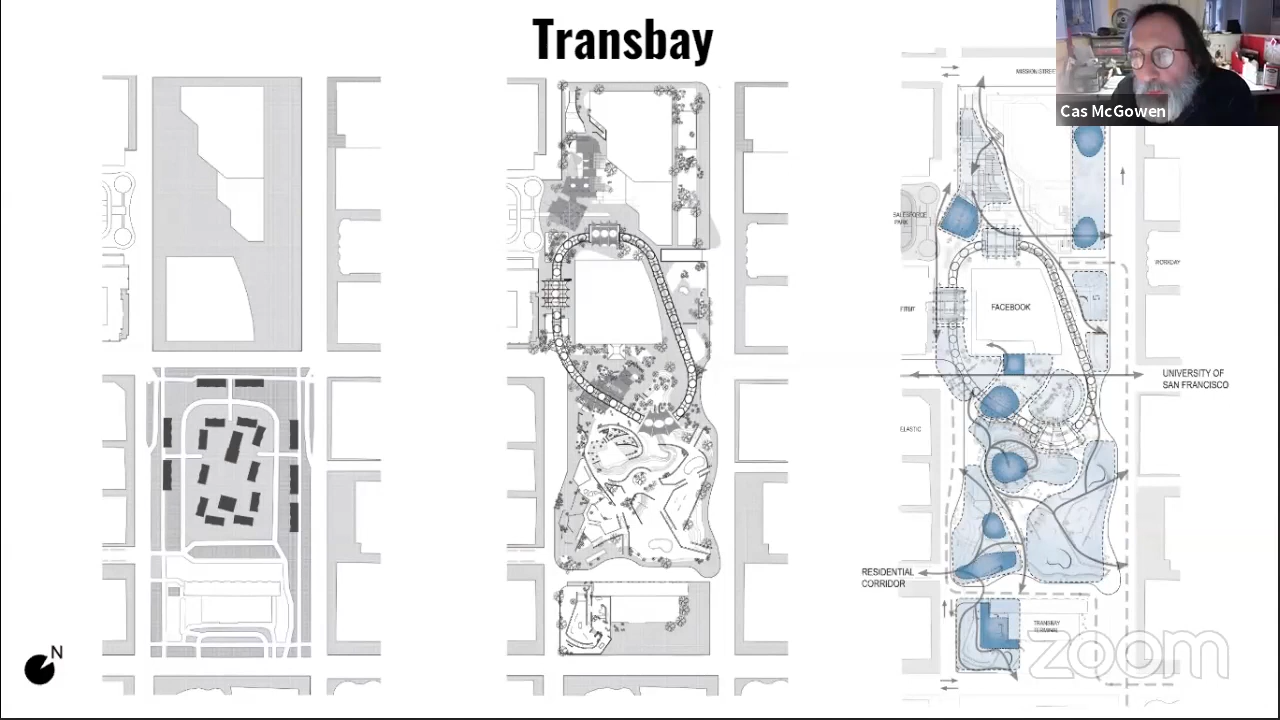 Transbay
MISSION STREET
Cas McGowen
SALESFORCE
PARK
FACEBOOK
UNIVERSITY OF
SAN FRANCISCO
ELASTIC
RESIDENTIAL
CORRIDOR
TRANSBAY
TERMINAL
N
zoom